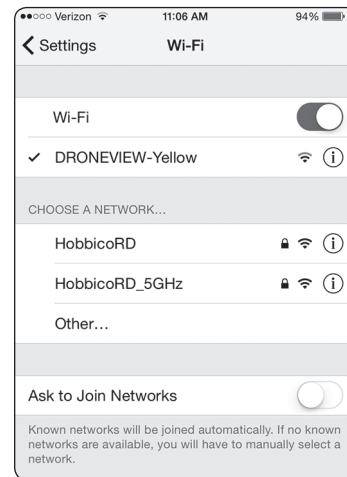 Verizon 11:06 AM 94%
Settings Wi-Fi
Wi-Fi
DRONEVIEW-Yellow
CHOOSE A NETWORK...
HobbicoRD
HobbicoRD_5GHz
Other...
Ask to Join Networks
Known networks will be joined automatically. If no known
networks are available, you will have to manually select a
network.